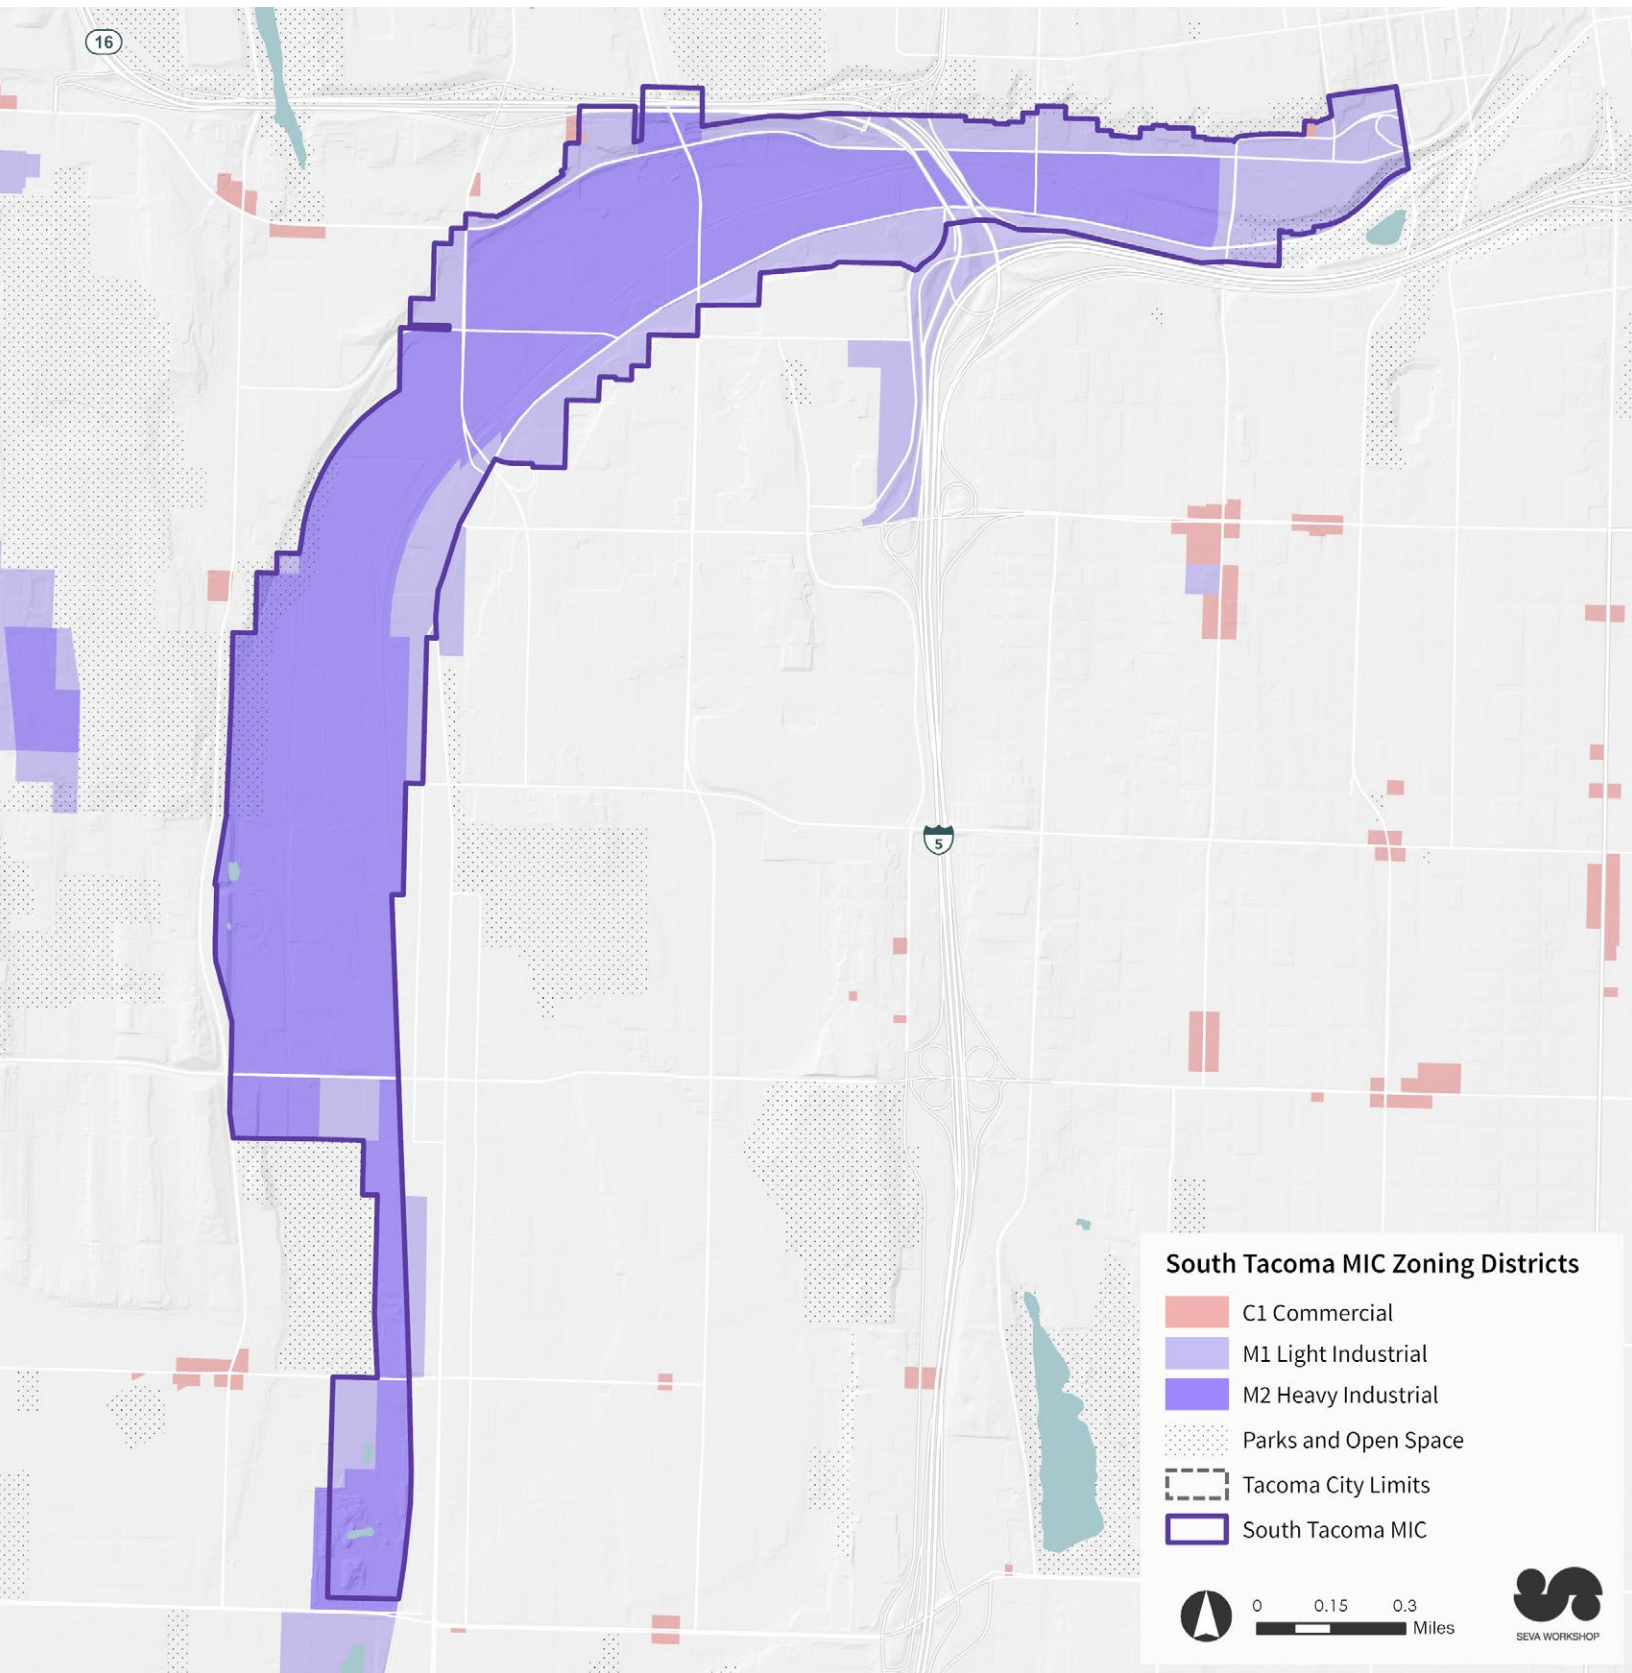 16
5
South Tacoma MIC Zoning Districts
C1 Commercial
M1 Light Industrial
M2 Heavy Industrial
Parks and Open Space
Tacoma City Limits
South Tacoma MIC
0 0.15 0.3
Miles
SEVA WORKSHOP